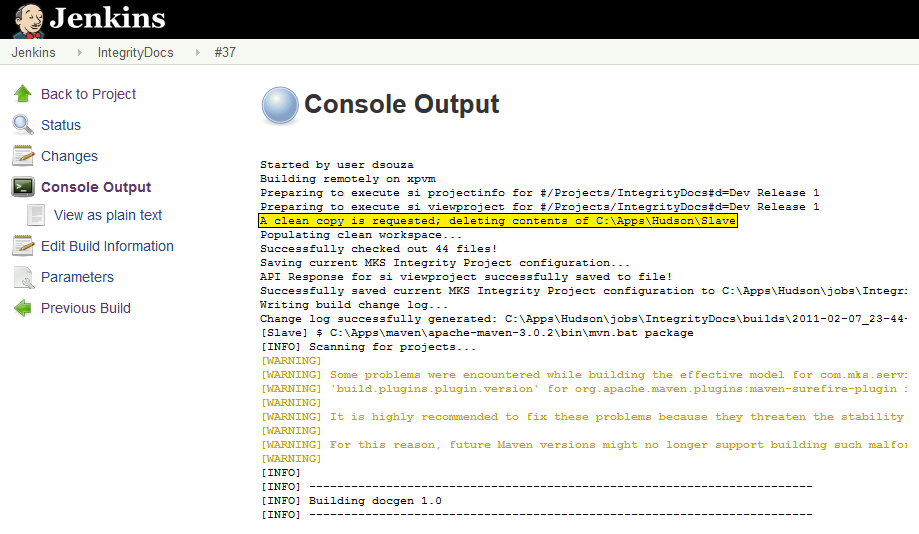 Jenkins
Jenkins IntegrityDocs #37
Back to Project
Status
Changes
Console Output
View as plain text
Edit Build Information
Parameters
Previous Build
Console Output
Started by user dsouza
Building remotely on xpvm
Preparing to execute si projectinfo for #/Projects/IntegrityDocs#d=Dev Release 1
Preparing to execute si viewproject for #/Projects/IntegrityDocs#d=Dev Release 1
A clean copy is requested; deleting contents of C:\Apps\Hudson\Slave
Populating clean workspace...
Successfully checked out 44 files!
Saving current MKS Integrity Project configuration...
API Response for si viewproject successfully saved to file!
Successfully saved current MKS Integrity Project configuration to C:\Apps\Hudson\jobs\Integri
Writing build change log...
Change log successfully generated: C:\Apps\Hudson\jobs\IntegrityDocs\builds\2011-02-07_23-44-
[Slave] $ C:\Apps\maven\apache-maven-3.0.2\bin\mvn.bat package
[INFO] Scanning for projects...
[WARNING]
[WARNING] Some problems were encountered while building the effective model for com.mks.servi
[WARNING] 'build.plugins.plugin.version' for org.apache.maven.plugins:maven-surefire-plugin i
[WARNING]
[WARNING] It is highly recommended to fix these problems because they threaten the stability
[WARNING]
[WARNING] For this reason, future Maven versions might no longer support building such malfor
[WARNING]
[INFO]
[INFO] ------------------------------------------------------------------------
[INFO] Building docgen 1.0
[INFO] ------------------------------------------------------------------------